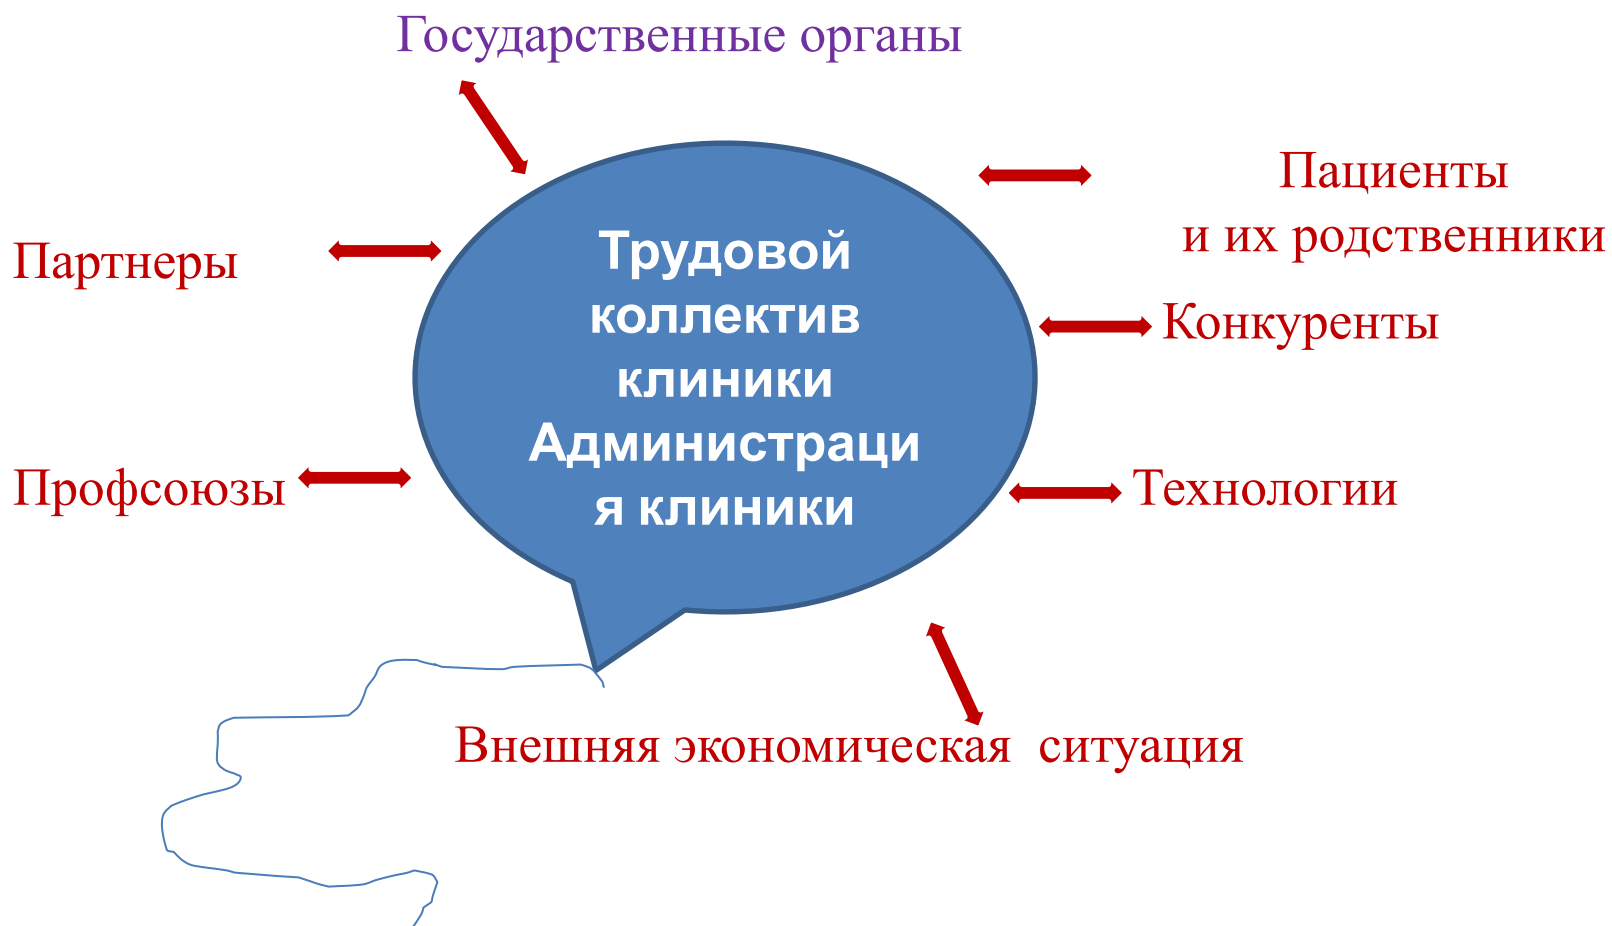 Государственные органы
Пациенты
и их родственники
Партнеры
Трудовой
коллектив
клиники
Администраци
я клиники
Конкуренты
Профсоюзы
Технологии
Внешняя экономическая  ситуация